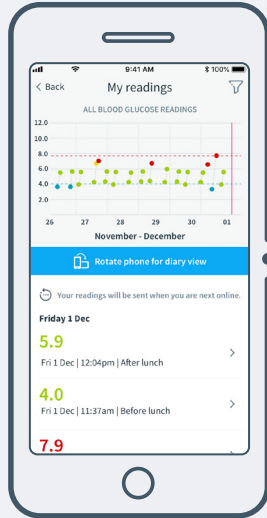 9:41 AM
100%
< Back
My readings
ALL BLOOD GLUCOSE READINGS
12.0
10.0
8.0
6.0
4.0
2.0
26 27 28 29 30 01
November - December
Rotate phone for diary view
Your readings will be sent when you are next online.
Friday 1 Dec
5.9
Fri 1 Dec | 12:04pm | After lunch
4.0
Fri 1 Dec | 11:37am | Before lunch
7.9